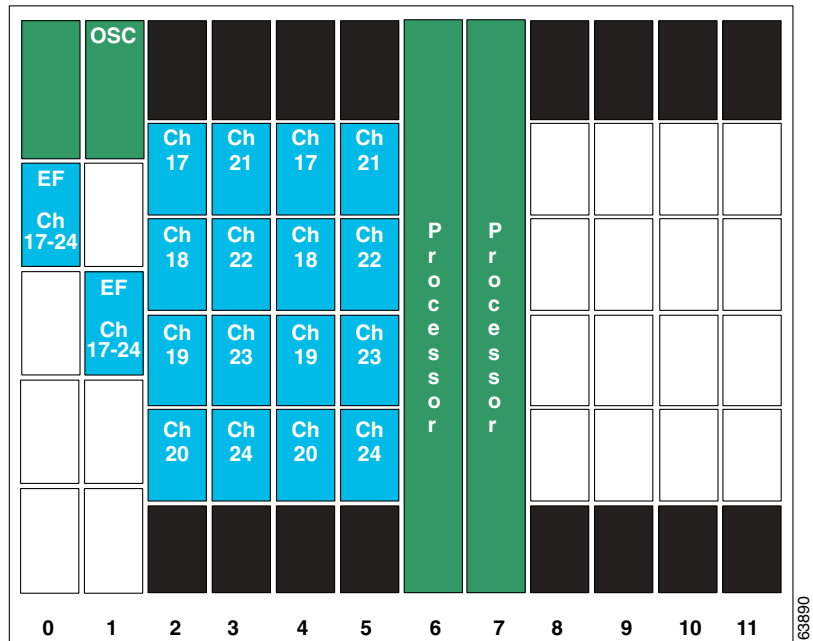 OSC
Ch
17
Ch
21
Ch
17
Ch
21
EF
Ch
17-24
Ch
18
Ch
22
Ch
18
Ch
22
Processor
Processor
EF
Ch
17-24
Ch
19
Ch
23
Ch
19
Ch
23
Ch
20
Ch
24
Ch
20
Ch
24
0 1 2 3 4 5 6 7 8 9 10 11
63890